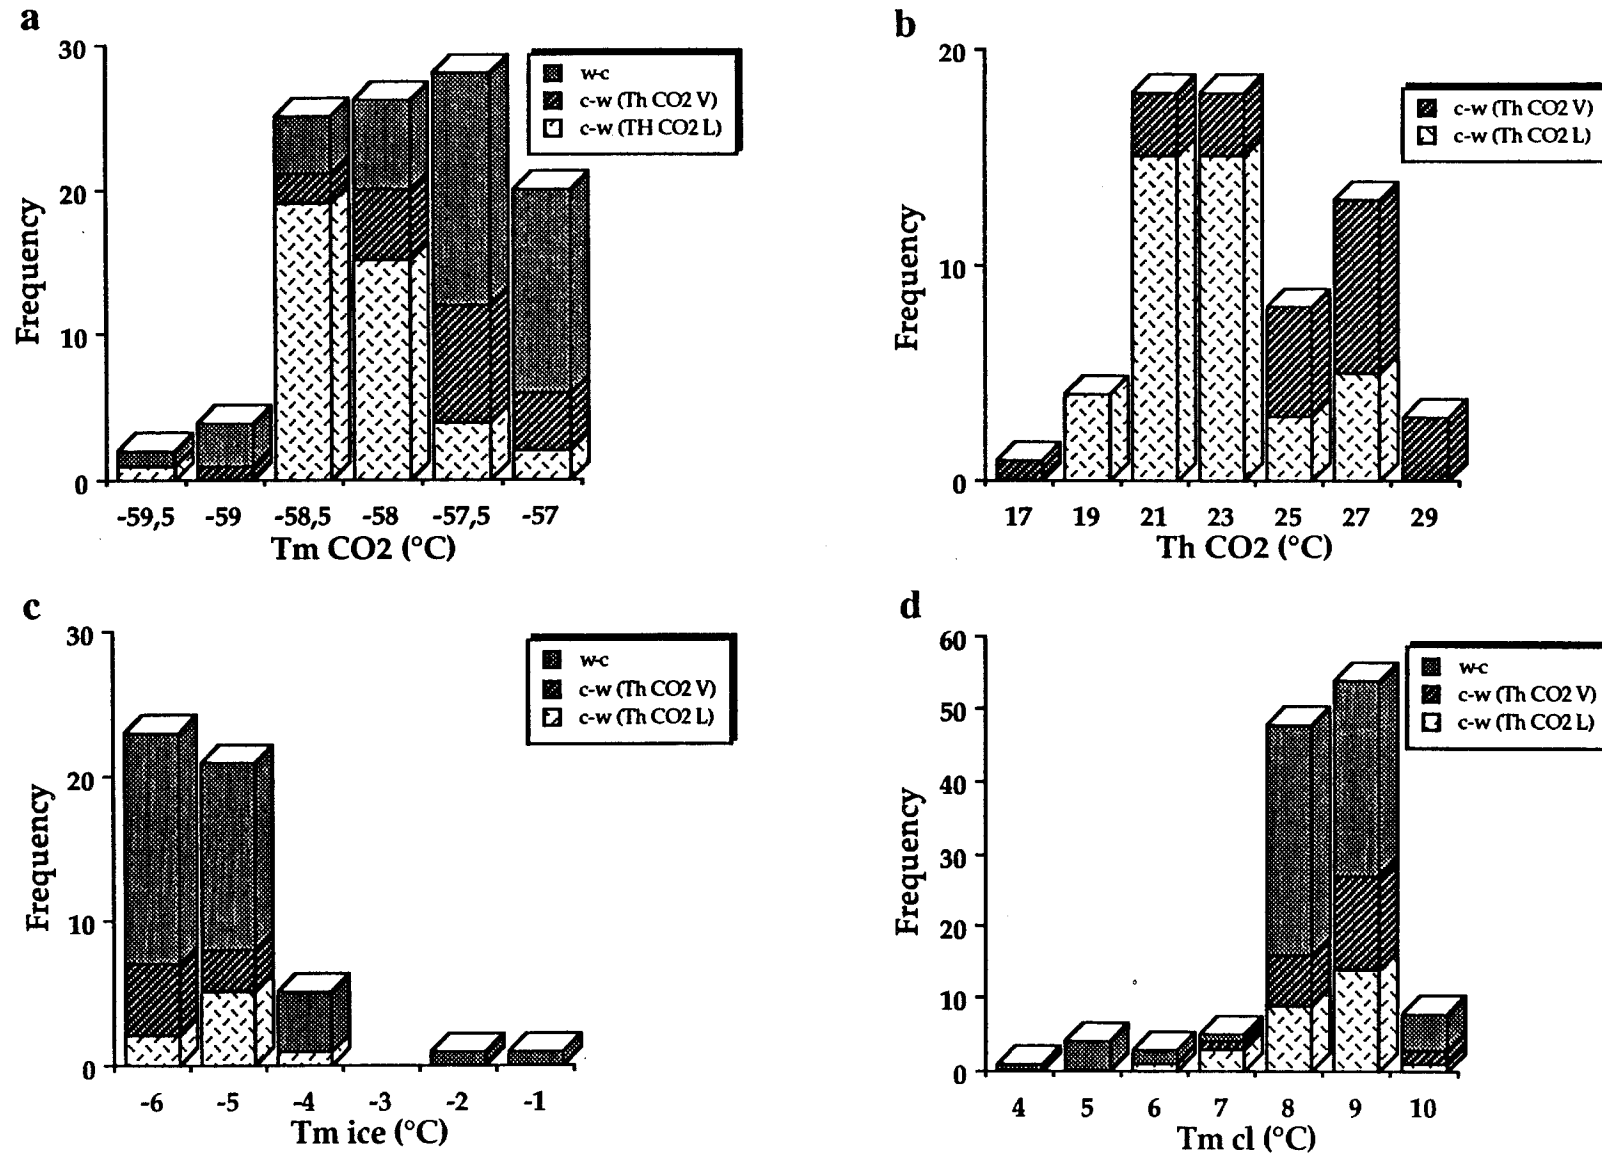 a
30
20
10
0
Frequency
w-c
c-w (Th CO2 V)
c-w (TH CO2 L)
-59,5 -59 -58,5 -58 -57,5 -57
Tm CO2 (°C)
b
20
10
0
Frequency
c-w (Th CO2 V)
c-w (Th CO2 L)
17 19 21 23 25 27 29
Th CO2 (°C)
c
30
20
10
0
Frequency
w-c
c-w (Th CO2 V)
c-w (Th CO2 L)
-6 -5 -4 -3 -2 -1
Tm ice (°C)
d
60
50
40
30
20
10
0
Frequency
w-c
c-w (Th CO2 V)
c-w (Th CO2 L)
4 5 6 7 8 9 10
Tm cl (°C)